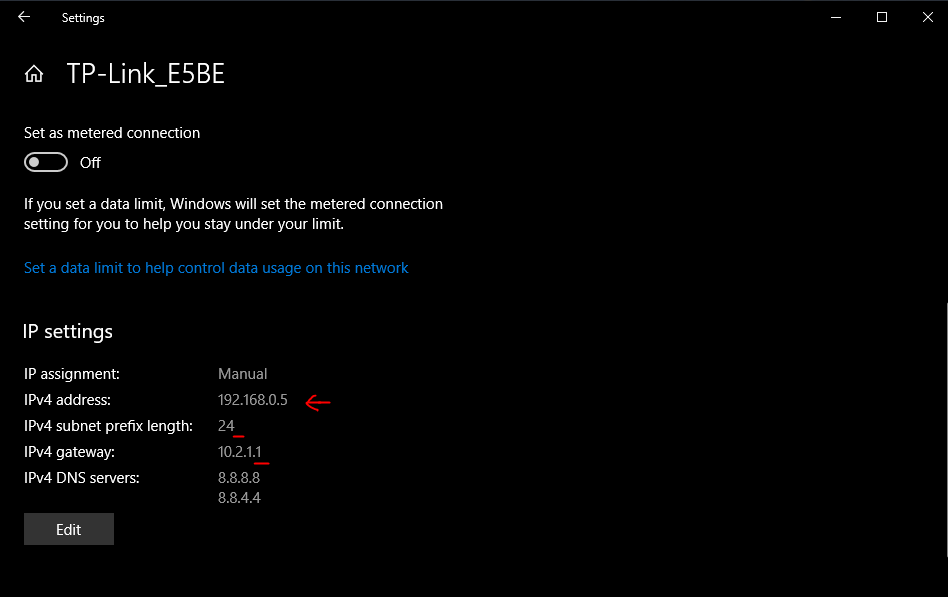 Settings
TP-Link_E5BE
Set as metered connection
Off
If you set a data limit, Windows will set the metered connection
setting for you to help you stay under your limit.
Set a data limit to help control data usage on this network
IP settings
IP assignment: Manual
IPv4 address: 192.168.0.5
IPv4 subnet prefix length: 24
IPv4 gateway: 10.2.1.1
IPv4 DNS servers: 8.8.8.8
8.8.4.4
Edit